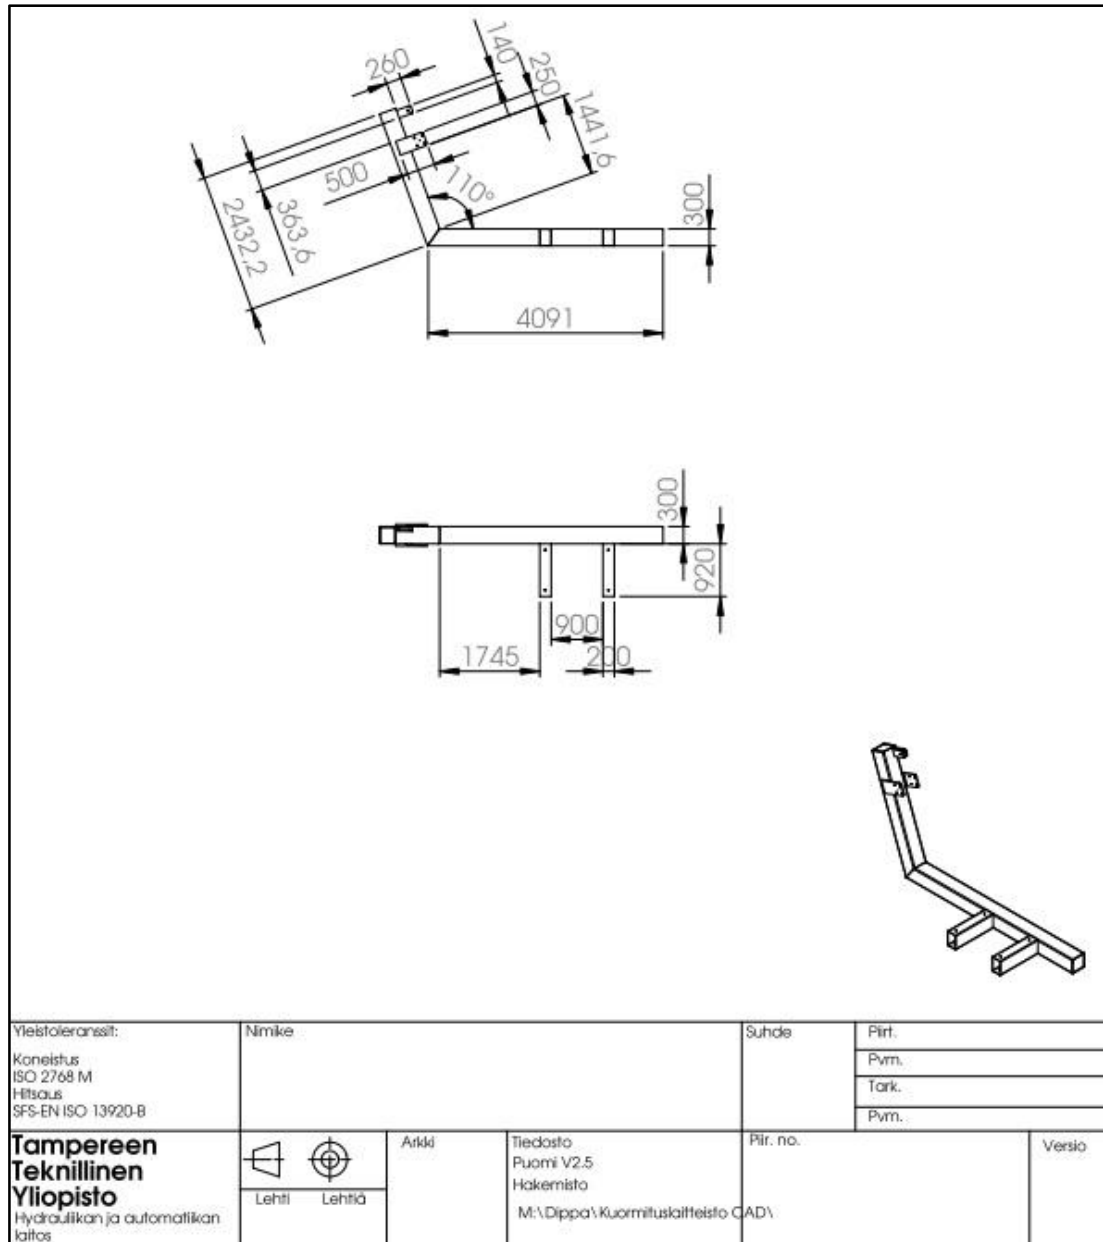 260
140
250
1441,6
500
110°
300
2432,2
363,6
4091
300
920
900
1745
200
Yleistoleranssit:
Koneistus
ISO 2768 M
Hitsaus
SFS-EN ISO 13920-B
Nimike
Suhde
Piirt.
Pvm.
Tark.
Pvm.
Tampereen
Teknillinen
Yliopisto
Hydrauliikan ja automatiikan
laitos
Lehti
Lehtiä
Arkki
Tiedosto
Puomi V2.5
Hakemisto
M:\Dippa\Kuormituslaitteisto CAD\
Piir. no.
Versio